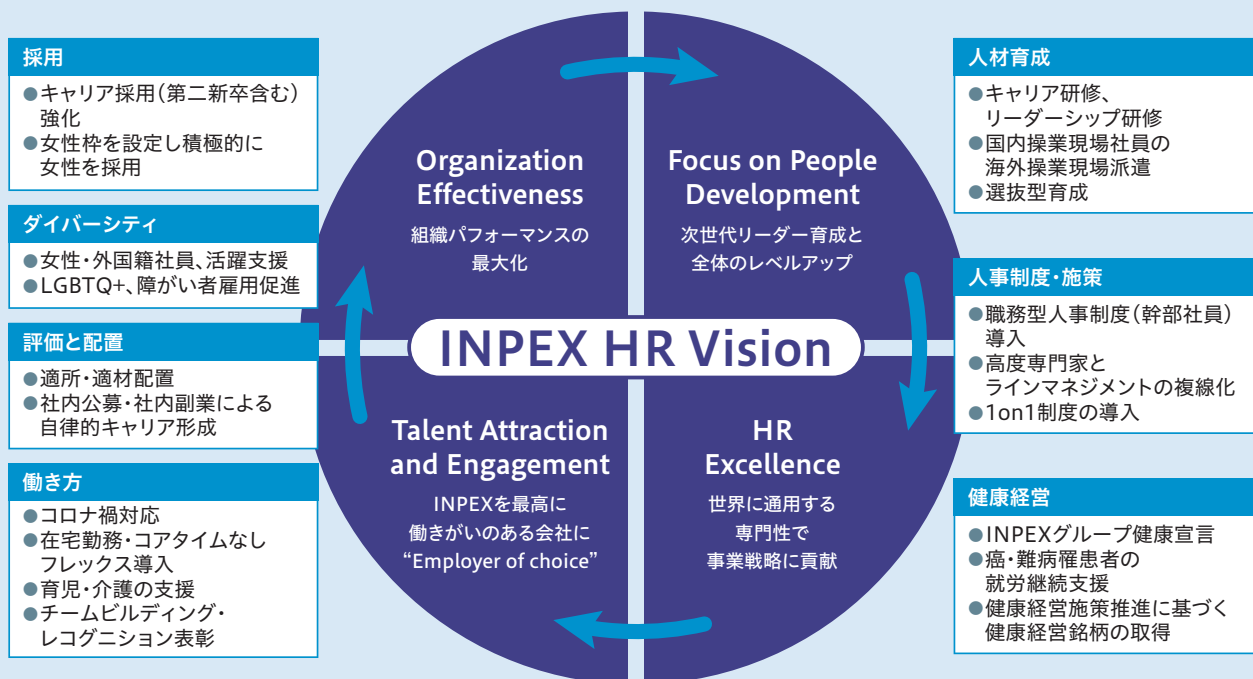 採用
●キャリア採用(第二新卒含む)
強化
●女性枠を設定し積極的に
女性を採用
ダイバーシティ
●女性・外国籍社員、活躍支援
●LGBTQ+、障がい者雇用促進
評価と配置
●適所・適材配置
●社内公募・社内副業による
自律的キャリア形成
働き方
●コロナ禍対応
●在宅勤務・コアタイムなし
フレックス導入
●育児・介護の支援
●チームビルディング・
レコグニション表彰
Organization
Effectiveness
組織パフォーマンスの
最大化
Focus on People
Development
次世代リーダー育成と
全体のレベルアップ
INPEX HR Vision
Talent Attraction
and Engagement
INPEXを最高に
働きがいのある会社に
“Employer of choice”
HR
Excellence
世界に通用する
専門性で
事業戦略に貢献
人材育成
●キャリア研修、
リーダーシップ研修
●国内操業現場社員の
海外操業現場派遣
●選抜型育成
人事制度・施策
●職務型人事制度(幹部社員)
導入
●高度専門家と
ラインマネジメントの複線化
●1on1制度の導入
健康経営
●INPEXグループ健康宣言
●癌・難病罹患者の
就労継続支援
●健康経営施策推進に基づく
健康経営銘柄の取得